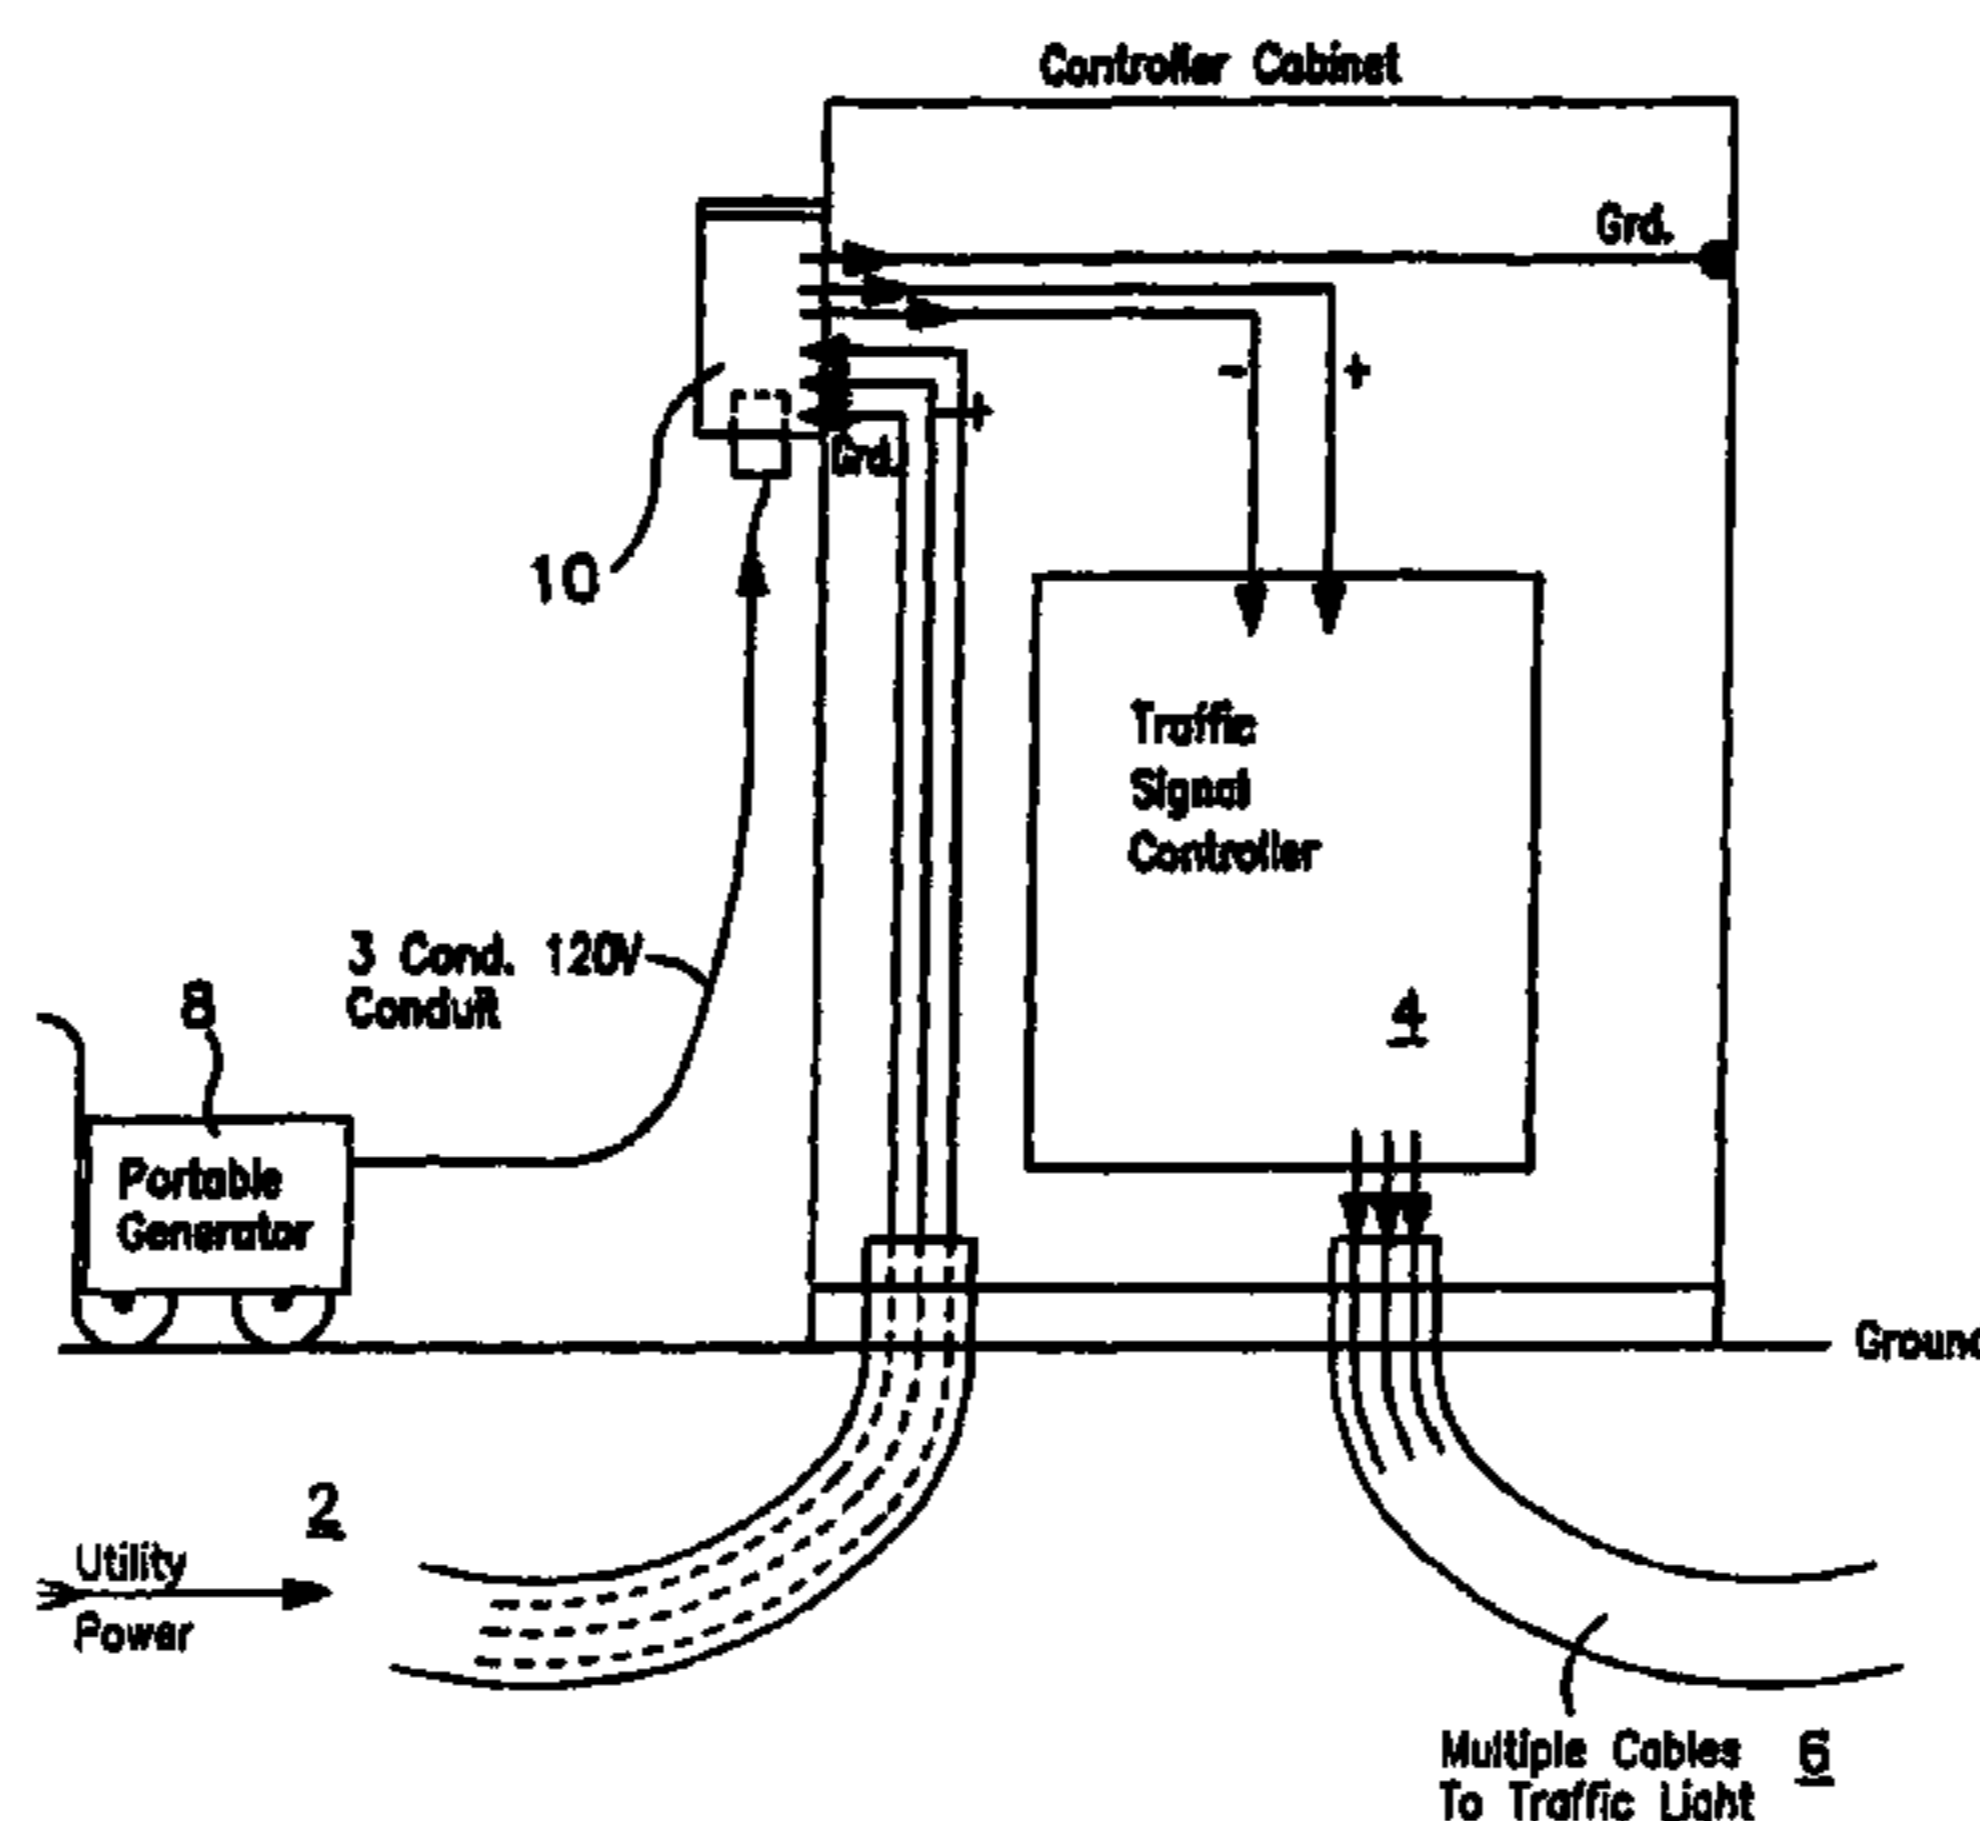 Controller Cabinet
Grd.
- +
+
Grd.
10
Traffic
Signal
Controller
3 Cond. 120V
Conduit
8
4
Portable
Generator
Ground
2
Utility
Power
Multiple Cables 6
To Traffic Light